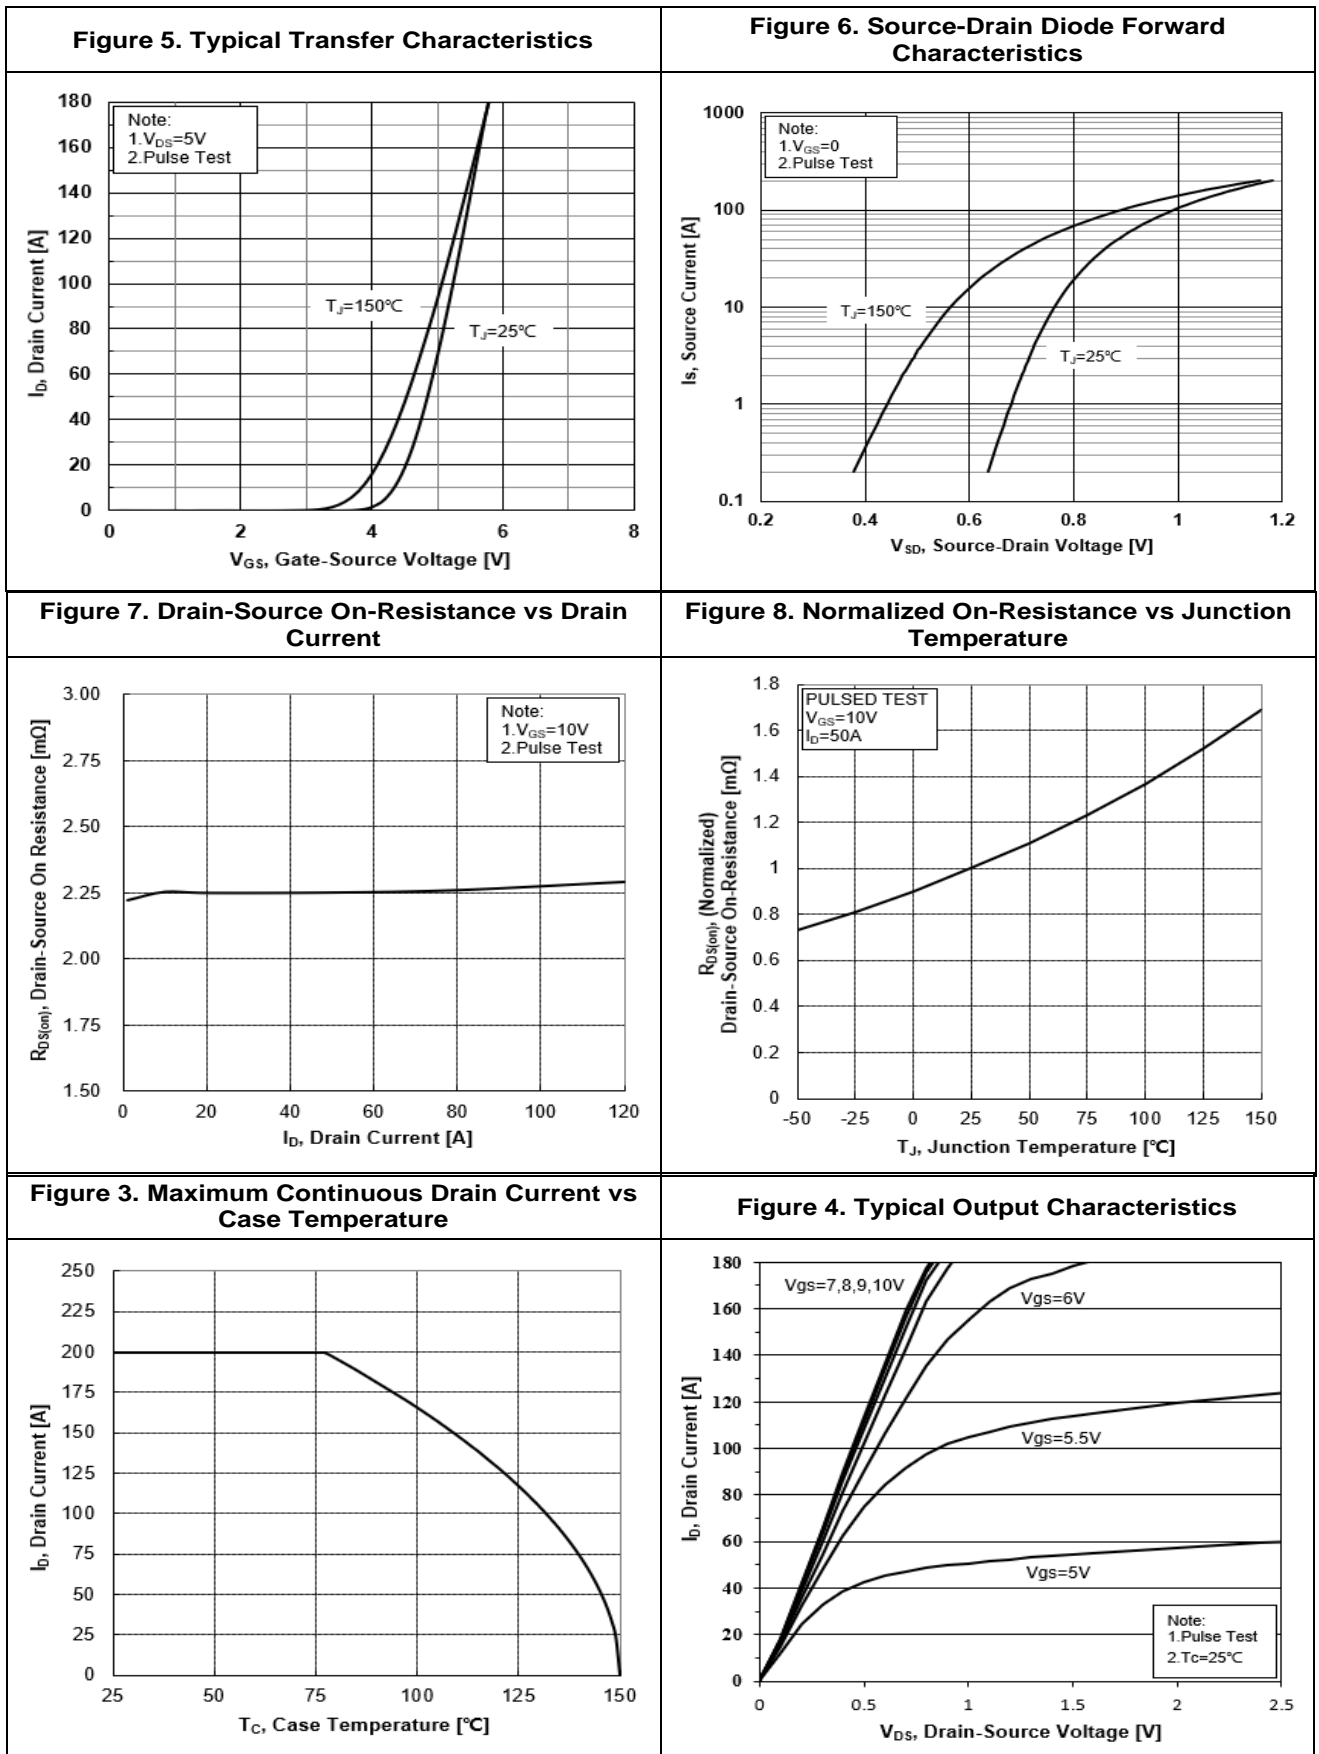 Figure 5. Typical Transfer Characteristics
Figure 6. Source-Drain Diode Forward
Characteristics
180
160
140
120
100
80
60
40
20
0
Note:
1.VDS=5V
2.Pulse Test
TJ=150℃
TJ=25℃
0
2
4
6
8
ID, Drain Current [A]
VGS, Gate-Source Voltage [V]
1000
100
10
1
0.1
Note:
1.VGS=0
2.Pulse Test
TJ=150℃
TJ=25℃
0.2
0.4
0.6
0.8
1
1.2
Is, Source Current [A]
VSD, Source-Drain Voltage [V]
Figure 7. Drain-Source On-Resistance vs Drain
Current
Figure 8. Normalized On-Resistance vs Junction
Temperature
3.00
2.75
2.50
2.25
2.00
1.75
1.50
Note:
1.VGS=10V
2.Pulse Test
0
20
40
60
80
100
120
RDS(on), Drain-Source On Resistance [mΩ]
ID, Drain Current [A]
1.8
1.6
1.4
1.2
1
0.8
0.6
0.4
0.2
0
PULSED TEST
VGS=10V
ID=50A
-50
-25
0
25
50
75
100
125
150
RDS(on), (Normalized)
Drain-Source On-Resistance [mΩ]
TJ, Junction Temperature [℃]
Figure 3. Maximum Continuous Drain Current vs
Case Temperature
Figure 4. Typical Output Characteristics
250
225
200
175
150
125
100
75
50
25
0
25
50
75
100
125
150
ID, Drain Current [A]
TC, Case Temperature [℃]
180
160
140
120
100
80
60
40
20
0
Vgs=7,8,9,10V
Vgs=6V
Vgs=5.5V
Vgs=5V
Note:
1.Pulse Test
2.Tc=25℃
0
0.5
1
1.5
2
2.5
ID, Drain Current [A]
VDS, Drain-Source Voltage [V]